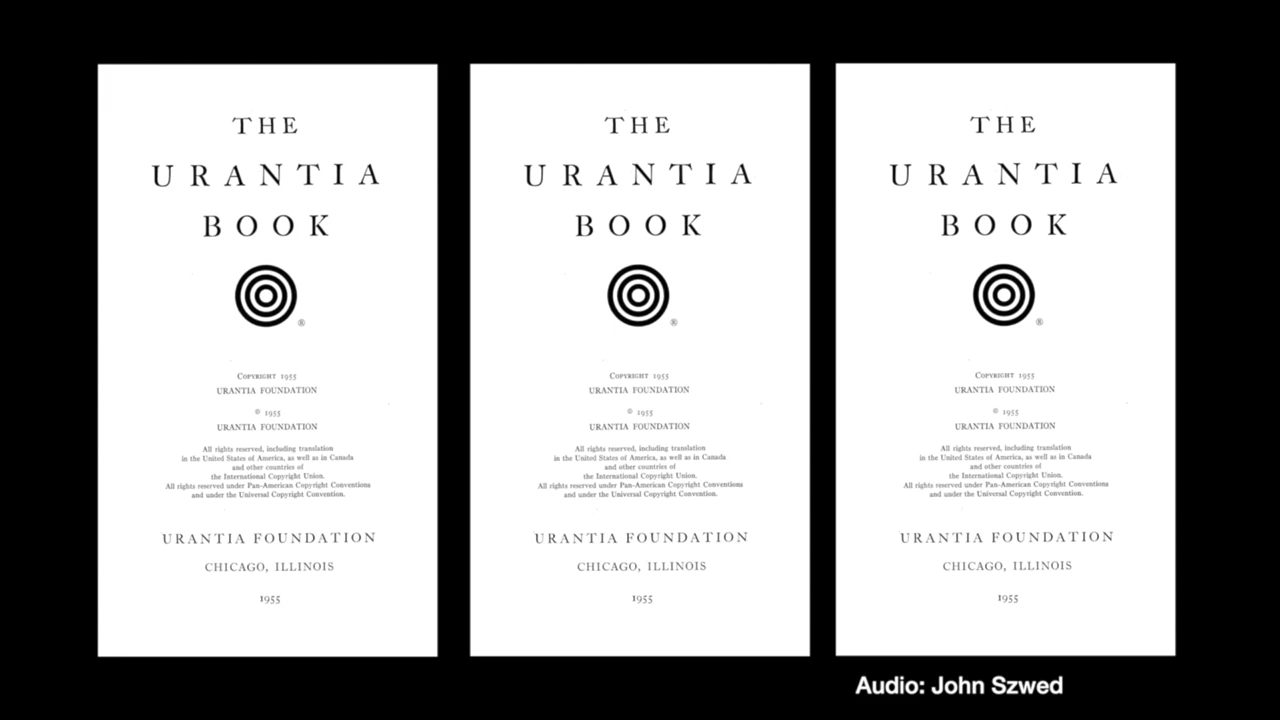 THE
URANTIA
BOOK
®
Copyright 1955
URANTIA FOUNDATION
© 1955
URANTIA FOUNDATION
All rights reserved, including translation
in the United States of America, as well as in Canada
and other countries of
the International Copyright Union.
All rights reserved under Pan-American Copyright Conventions
and under the Universal Copyright Convention.
URANTIA FOUNDATION
CHICAGO, ILLINOIS
1955
THE
URANTIA
BOOK
®
Copyright 1955
URANTIA FOUNDATION
© 1955
URANTIA FOUNDATION
All rights reserved, including translation
in the United States of America, as well as in Canada
and other countries of
the International Copyright Union.
All rights reserved under Pan-American Copyright Conventions
and under the Universal Copyright Convention.
URANTIA FOUNDATION
CHICAGO, ILLINOIS
1955
THE
URANTIA
BOOK
®
Copyright 1955
URANTIA FOUNDATION
© 1955
URANTIA FOUNDATION
All rights reserved, including translation
in the United States of America, as well as in Canada
and other countries of
the International Copyright Union.
All rights reserved under Pan-American Copyright Conventions
and under the Universal Copyright Convention.
URANTIA FOUNDATION
CHICAGO, ILLINOIS
1955
Audio: John Szwed